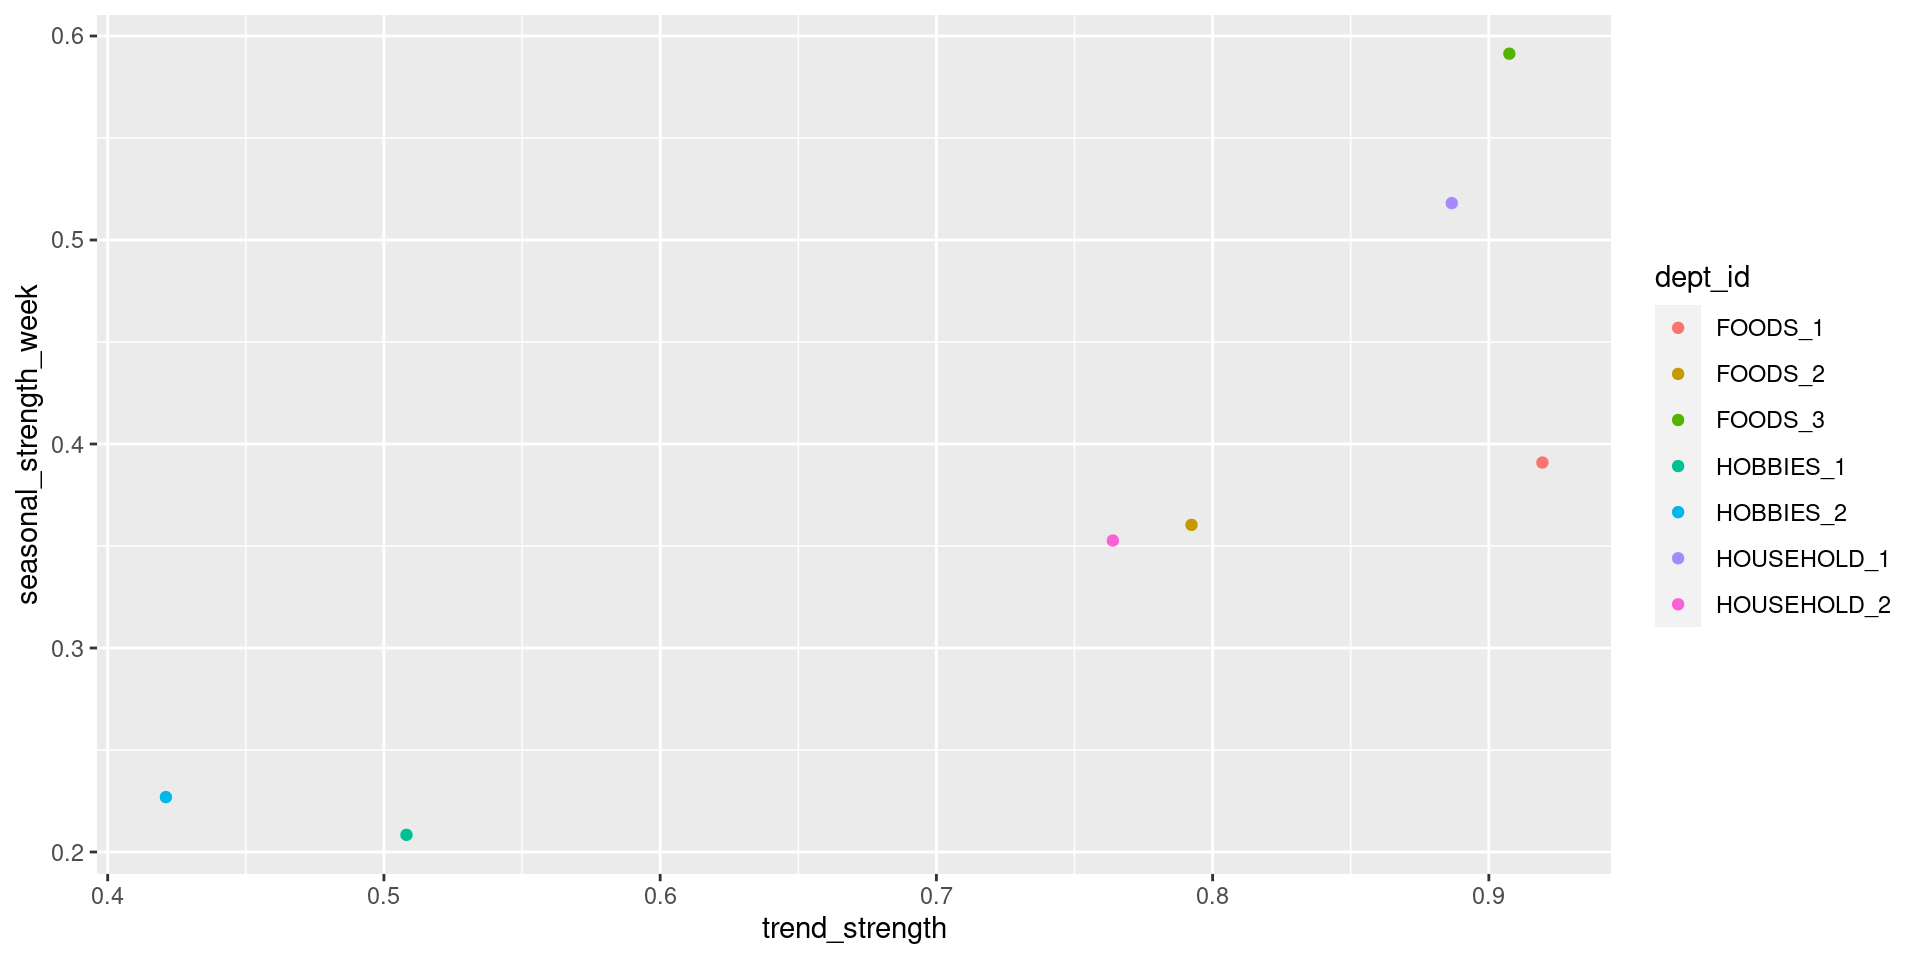 0.6
0.5
0.4
0.3
0.2
seasonal_strength_week
0.4 0.5 0.6 0.7 0.8 0.9
trend_strength
dept_id
FOODS_1
FOODS_2
FOODS_3
HOBBIES_1
HOBBIES_2
HOUSEHOLD_1
HOUSEHOLD_2